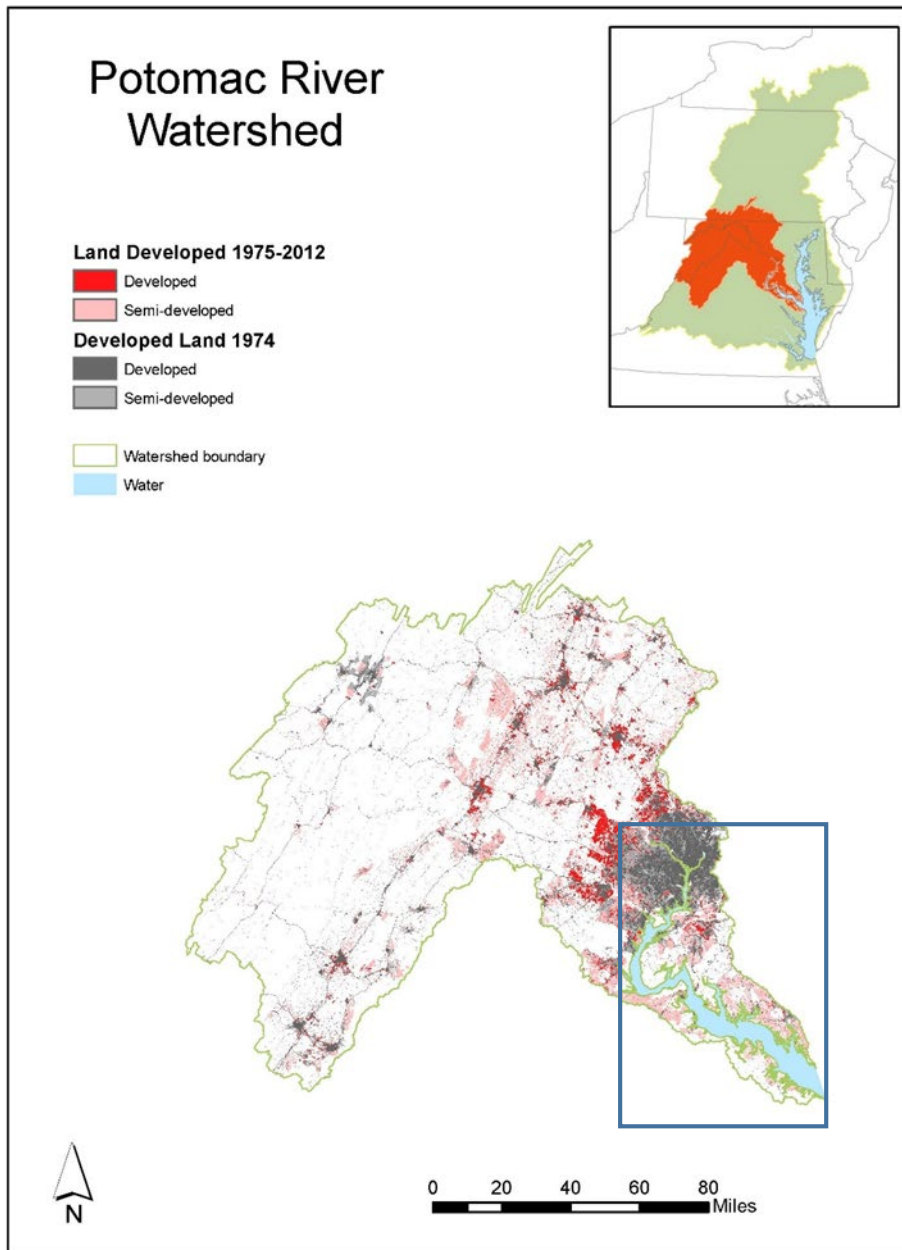 Potomac River
Watershed
Land Developed 1975-2012
Developed
Semi-developed
Developed Land 1974
Developed
Semi-developed
Watershed boundary
Water
N
0 20 40 60 80
Miles